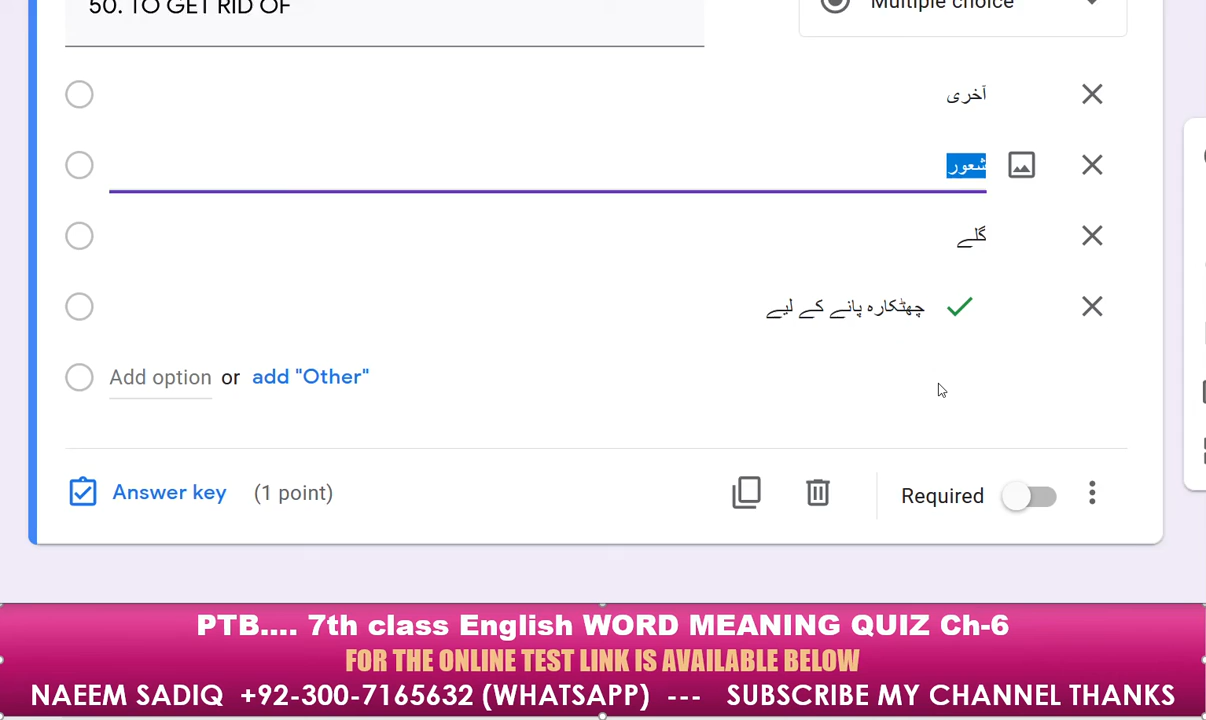 50. TO GET RID OF
Multiple choice
آخری
شعور
گلے
چھٹکارہ پانے کے لیے
Add option or add "Other"
Answer key (1 point)
Required
PTB.... 7th class English WORD MEANING QUIZ Ch-6
FOR THE ONLINE TEST LINK IS AVAILABLE BELOW
NAEEM SADIQ +92-300-7165632 (WHATSAPP) --- SUBSCRIBE MY CHANNEL THANKS